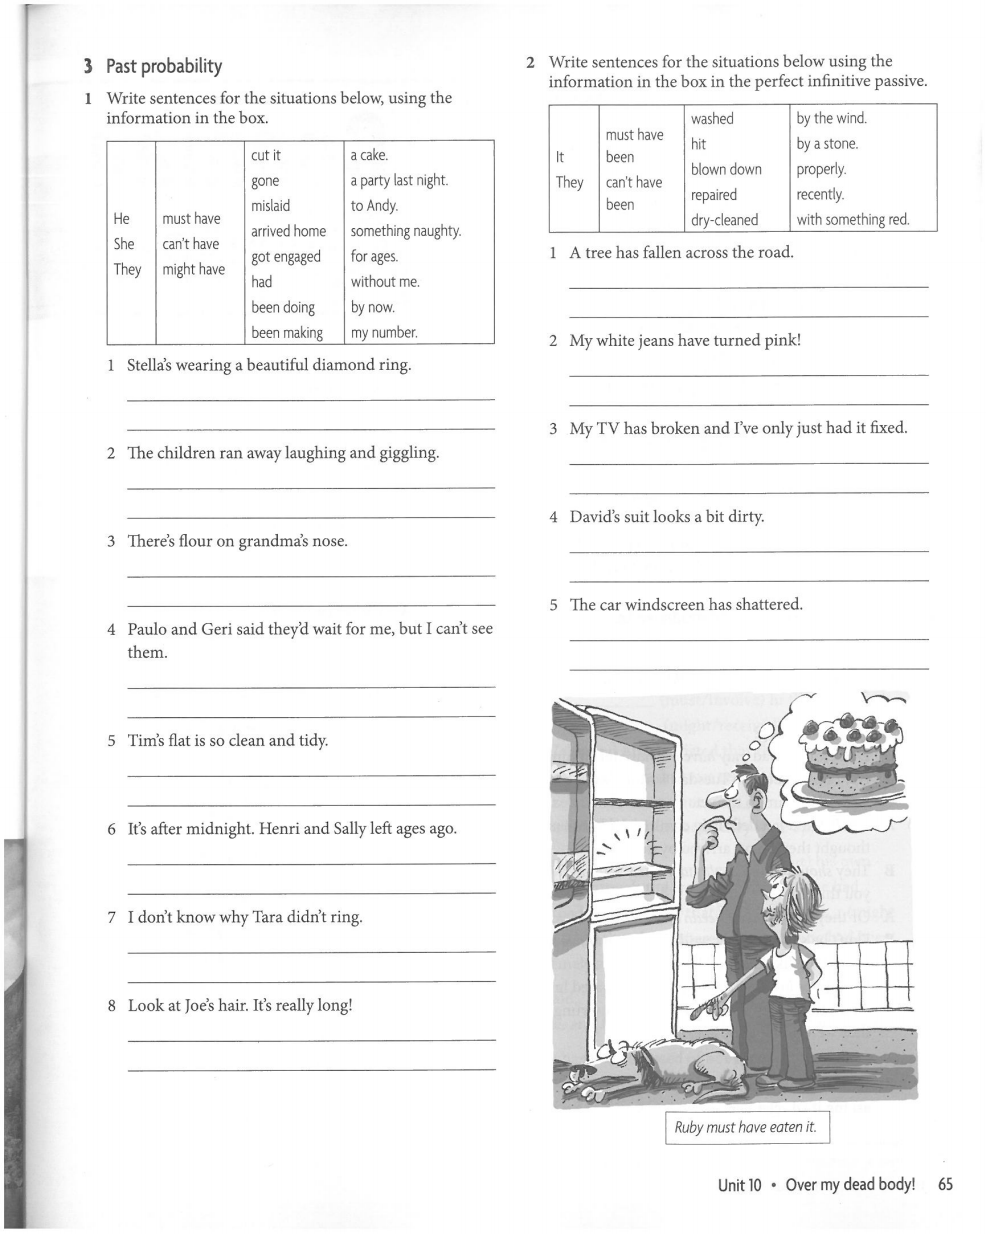 3 Past probability
1 Write sentences for the situations below, using the
information in the box.
He
She
They
must have
can't have
might have
cut it
gone
mislaid
arrived home
got engaged
had
been doing
been making
a cake.
a party last night.
to Andy.
something naughty.
for ages.
without me.
by now.
my number.
1 Stella's wearing a beautiful diamond ring.
2 The children ran away laughing and giggling.
3 There's flour on grandma's nose.
4 Paulo and Geri said they'd wait for me, but I can't see
them.
5 Tim's flat is so clean and tidy.
6 It's after midnight. Henri and Sally left ages ago.
7 I don't know why Tara didn't ring.
8 Look at Joe's hair. It's really long!
2 Write sentences for the situations below using the
information in the box in the perfect infinitive passive.
It
They
must have
been
can't have
been
washed
hit
blown down
repaired
dry-cleaned
by the wind.
by a stone.
properly.
recently.
with something red.
1 A tree has fallen across the road.
2 My white jeans have turned pink!
3 My TV has broken and I've only just had it fixed.
4 David's suit looks a bit dirty.
5 The car windscreen has shattered.
Ruby must have eaten it.
Unit 10 • Over my dead body! 65